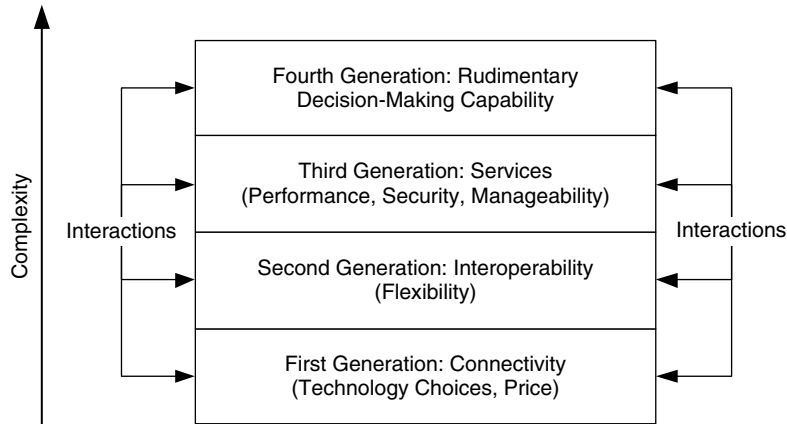 Complexity
Fourth Generation: Rudimentary
Decision-Making Capability
Third Generation: Services
(Performance, Security, Manageability)
Interactions
Interactions
Second Generation: Interoperability
(Flexibility)
First Generation: Connectivity
(Technology Choices, Price)